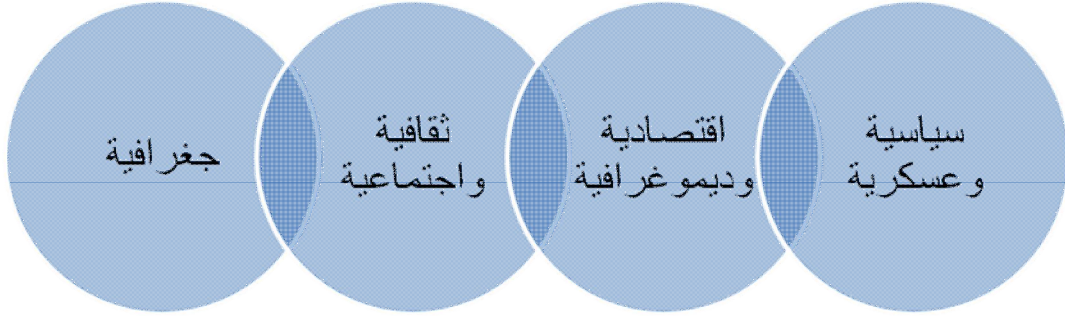 سياسية
وعسكرية
اقتصادية
وديموغرافية
ثقافية
واجتماعية
جغرافية